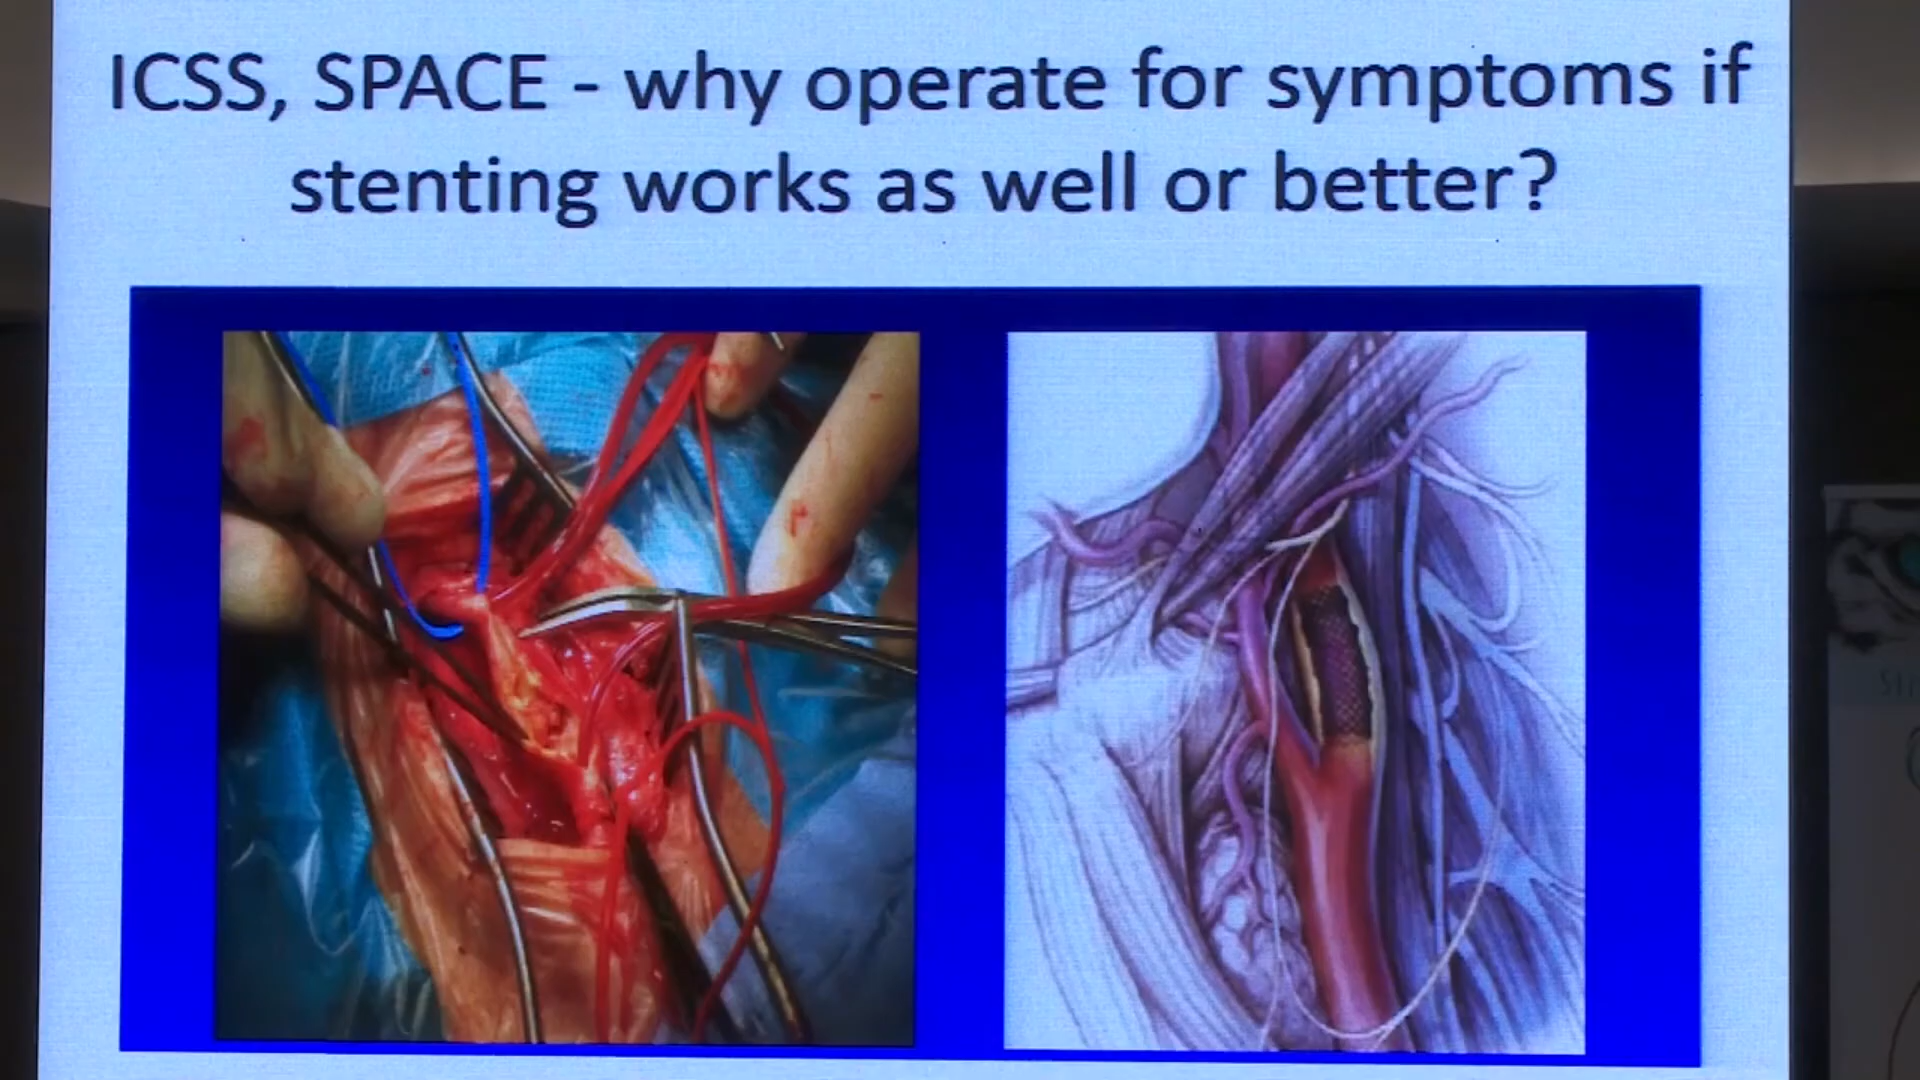 ICSS, SPACE - why operate for symptoms if
stenting works as well or better?